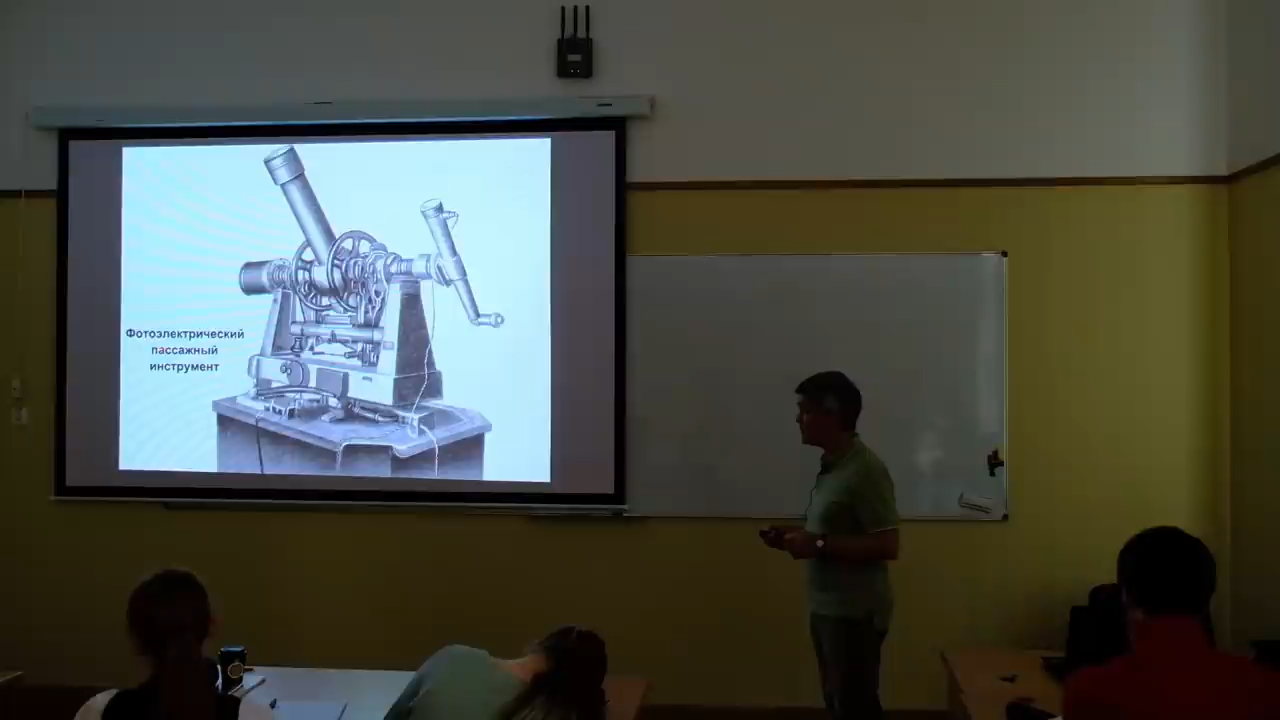 Фотоэлектрический
пассажный
инструмент